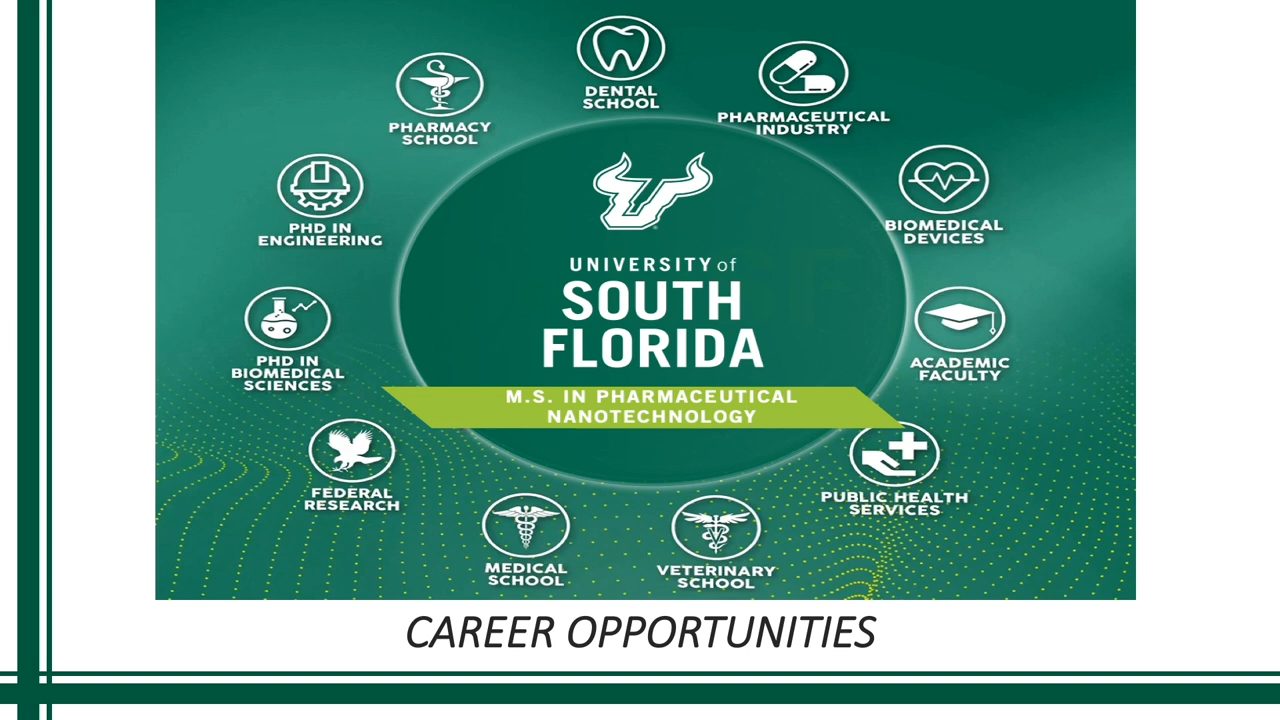 DENTAL
SCHOOL
PHARMACEUTICAL
INDUSTRY
PHARMACY
SCHOOL
BIOMEDICAL
DEVICES
PHD IN
ENGINEERING
UNIVERSITY of
SOUTH
FLORIDA
ACADEMIC
FACULTY
PHD IN
BIOMEDICAL
SCIENCES
M.S. IN PHARMACEUTICAL
NANOTECHNOLOGY
FEDERAL
RESEARCH
PUBLIC HEALTH
SERVICES
MEDICAL
SCHOOL
VETERINARY
SCHOOL
CAREER OPPORTUNITIES